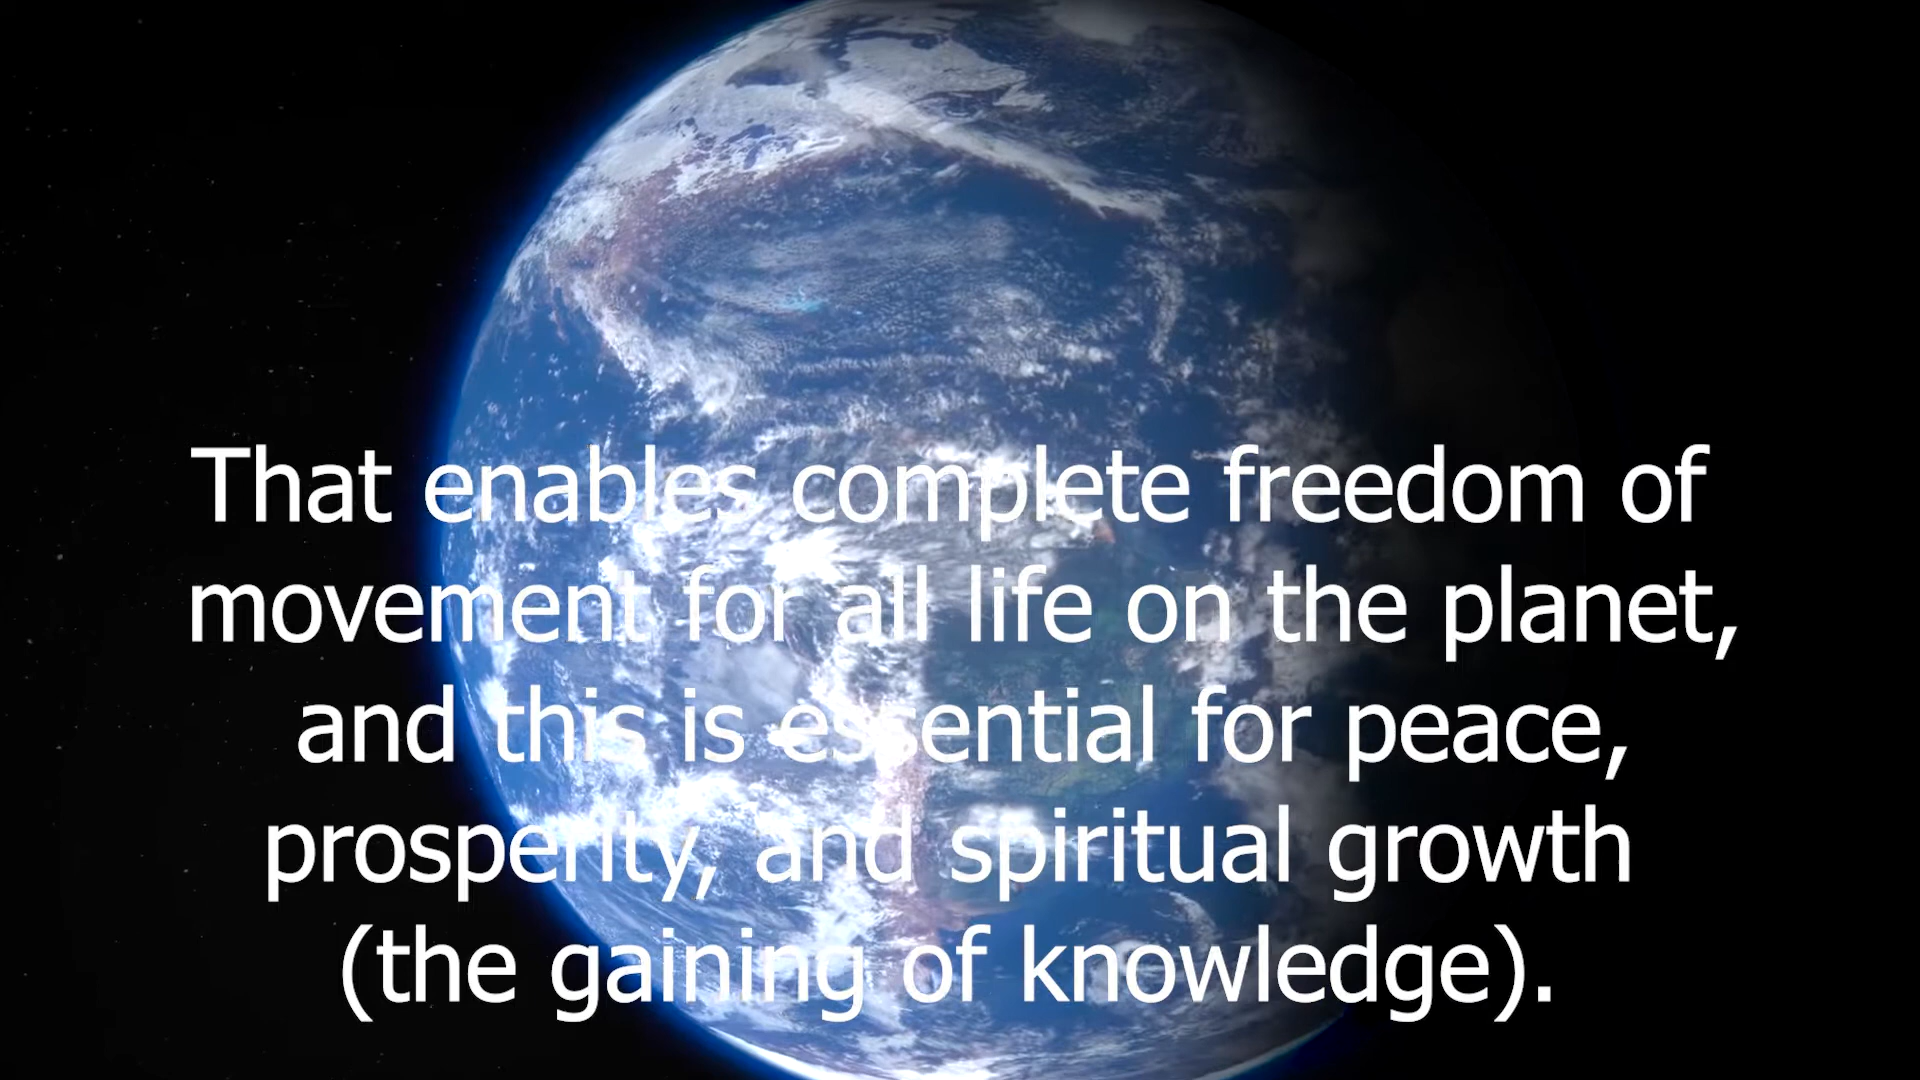 That enables complete freedom of
movement for all life on the planet,
and this is essential for peace,
prosperity, and spiritual growth
(the gaining of knowledge).